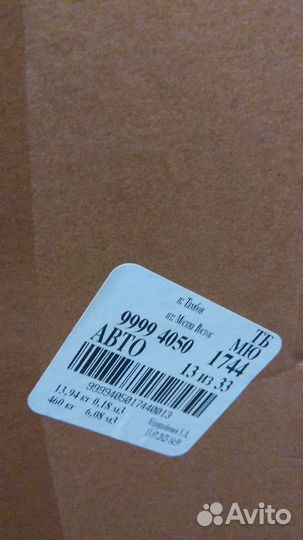 в: Тамбов
из: Москва Восток
ТБ
МЮ
9999 4050 1744
АВТО
13 из 33
9999405017440013
13,94 кг 0,18 м3
460 кг 6,08 м3
Avito